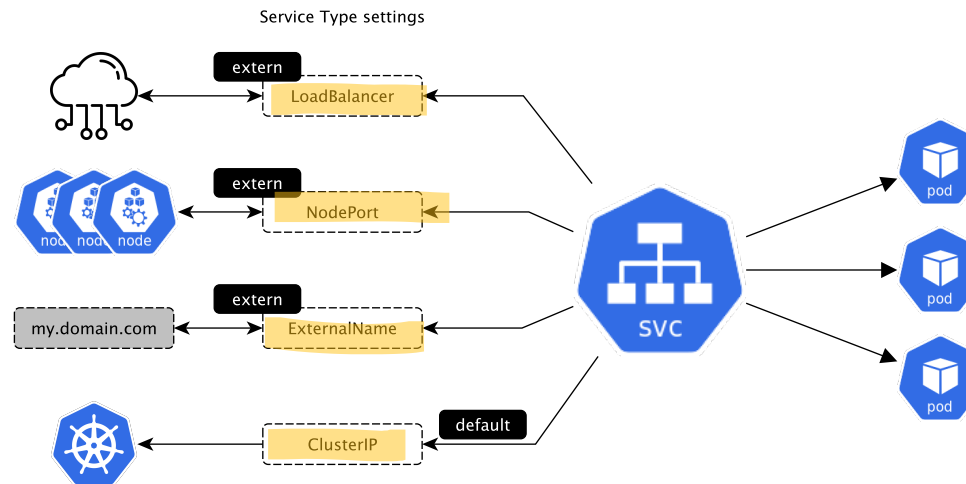 Service Type settings
extern
LoadBalancer
extern
NodePort
node
node
node
extern
my.domain.com
ExternalName
default
ClusterIP
svc
pod
pod
pod